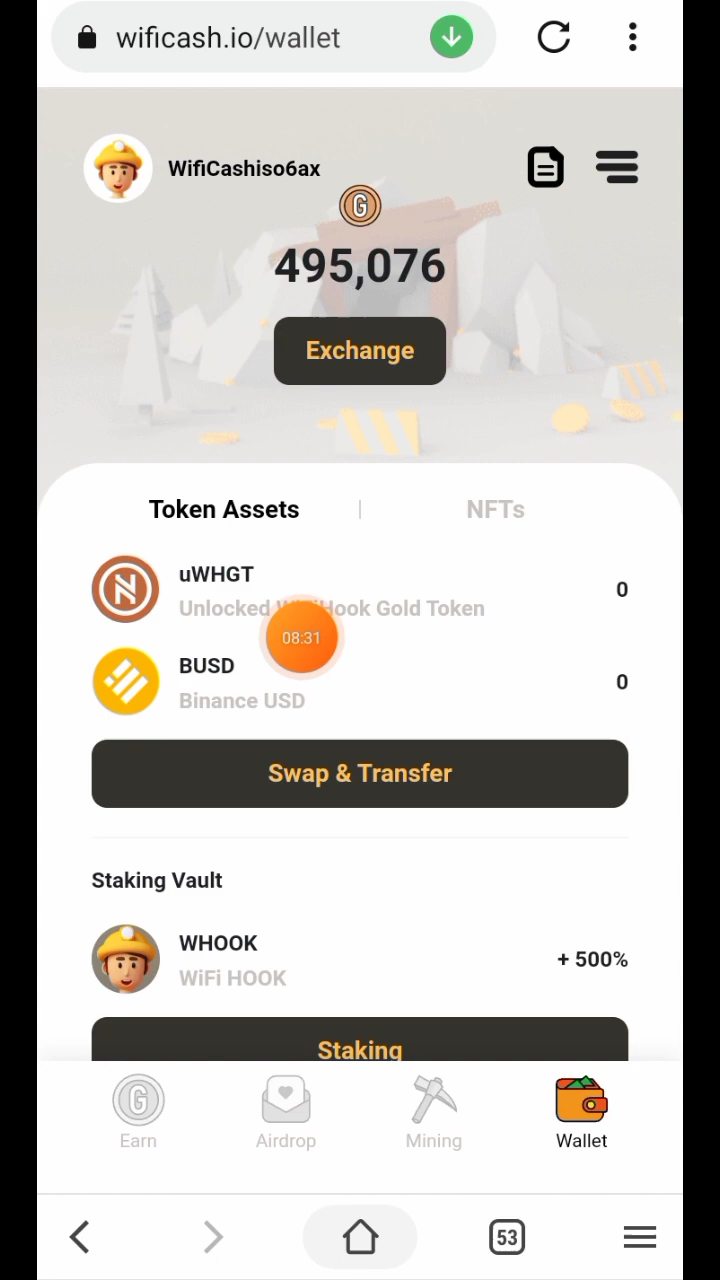 wificash.io/wallet
WifiCashiso6ax
G
495,076
Exchange
Token Assets | NFTs
uWHGT
0
Unlocked Hook Gold Token
08:31
BUSD
0
Binance USD
Swap & Transfer
Staking Vault
WHOOK
+ 500%
WiFi HOOK
Staking
G
Earn Airdrop Mining Wallet
53